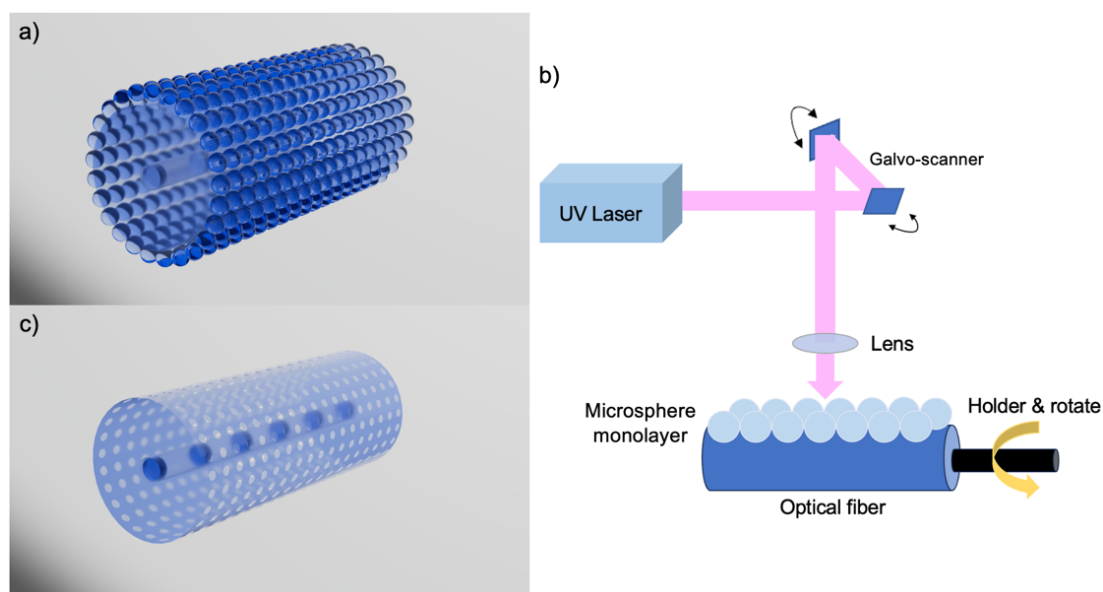 a)
b)
Galvo-scanner
UV Laser
c)
Lens
Microsphere
monolayer
Holder & rotate
Optical fiber